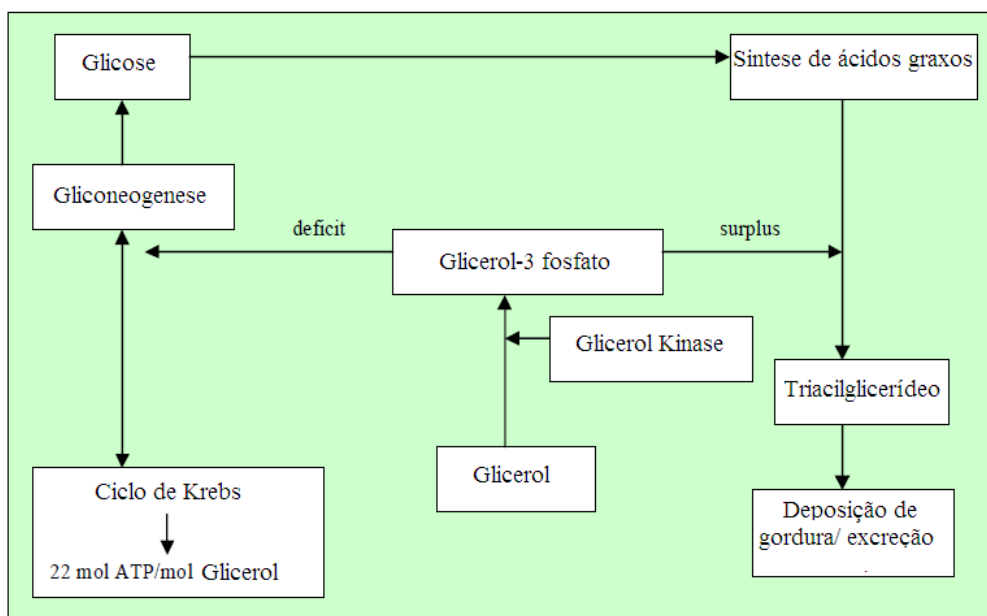 Glicose
Síntese de ácidos graxos
Gliconeogenese
deficit
surplus
Glicerol-3 fosfato
Glicerol Kinase
Triacilglicerídeo
Glicerol
Ciclo de Krebs
22 mol ATP/mol Glicerol
Deposição de
gordura/ excreção
.